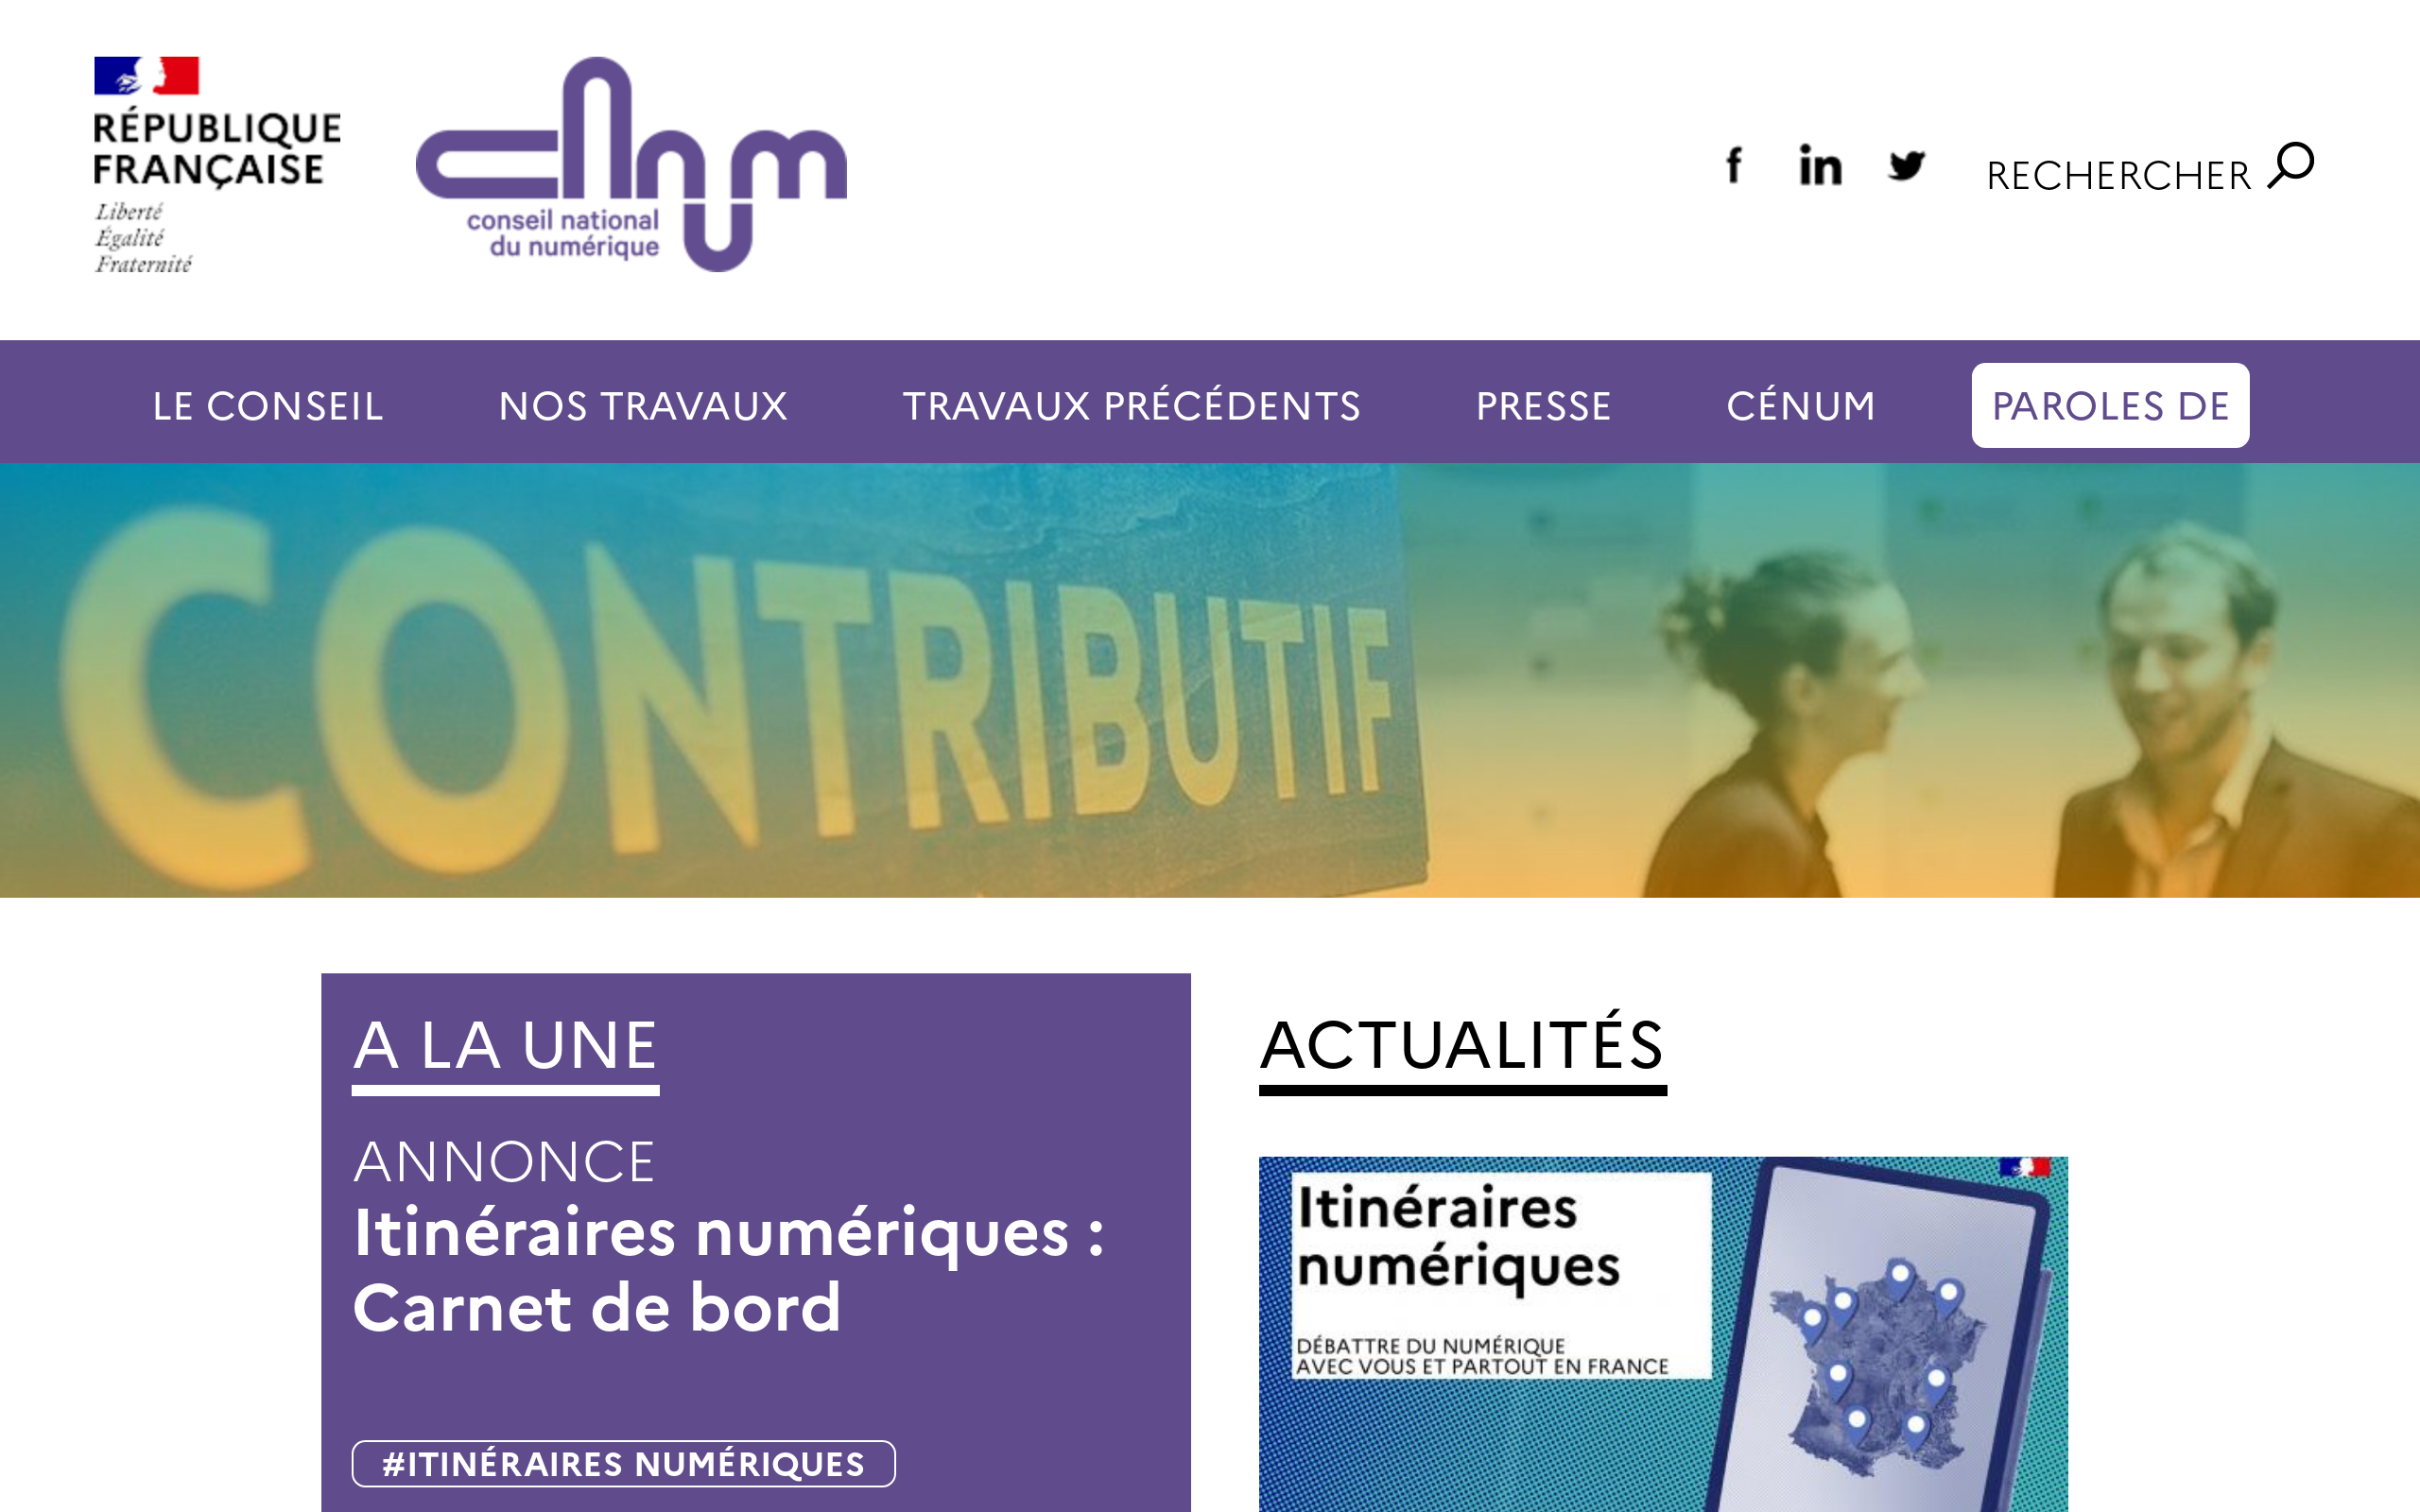 RÉPUBLIQUE
FRANÇAISE
Liberté
Égalité
Fraternité
cnnum
conseil national
du numérique
f
in
RECHERCHER
LE CONSEIL
NOS TRAVAUX
TRAVAUX PRÉCÉDENTS
PRESSE
CÉNUM
PAROLES DE
CONTRIBUTIF
A LA UNE
ANNONCE
Itinéraires numériques :
Carnet de bord
#ITINÉRAIRES NUMÉRIQUES
ACTUALITÉS
Itinéraires
numériques
DÉBATTRE DU NUMÉRIQUE
AVEC VOUS ET PARTOUT EN FRANCE